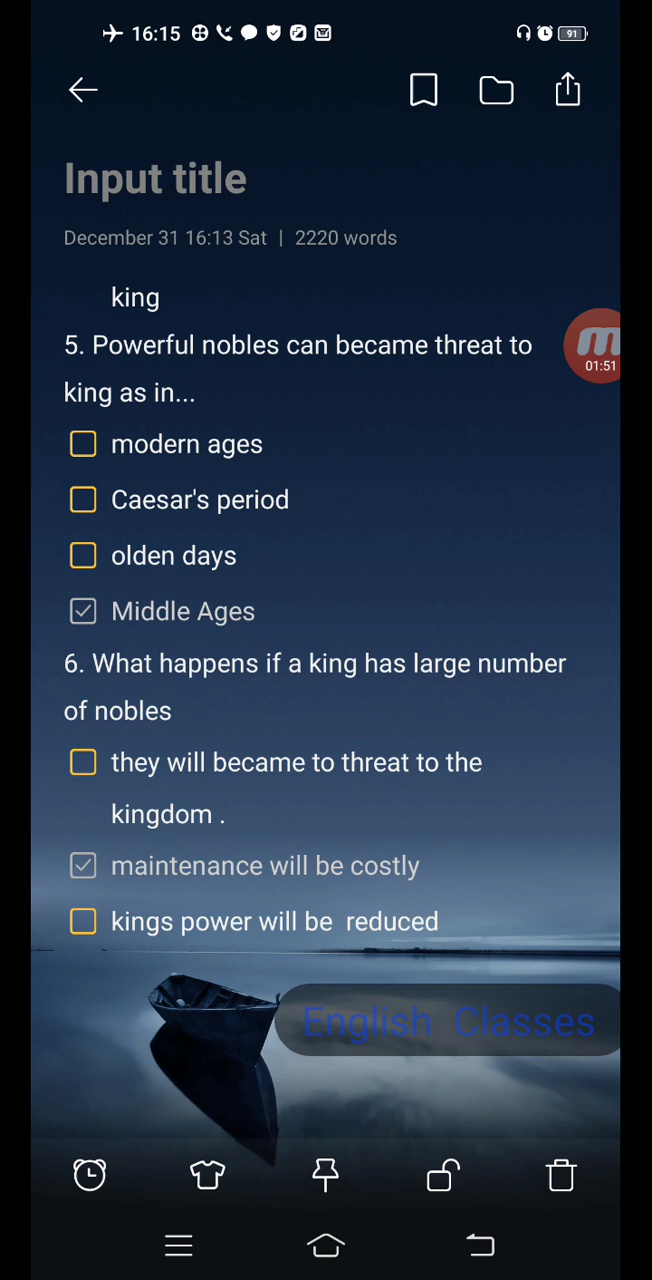 16:15
91
Input title
December 31 16:13 Sat | 2220 words
king
5. Powerful nobles can became threat to
king as in...
m
01:51
modern ages
Caesar's period
olden days
Middle Ages
6. What happens if a king has large number
of nobles
they will became to threat to the
kingdom .
maintenance will be costly
kings power will be  reduced
English  Classes